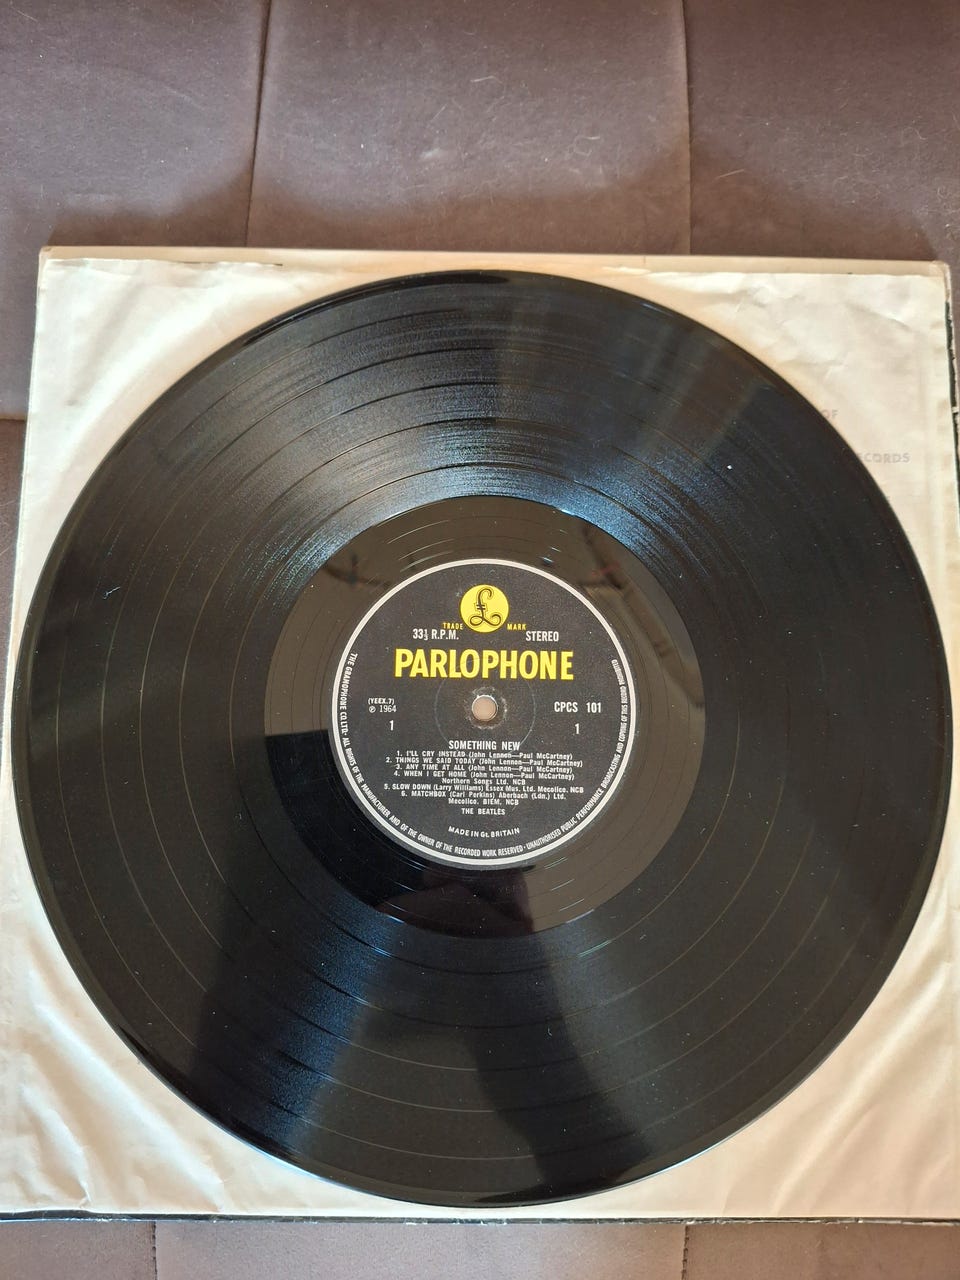 OF
RECORDS
£
TRADE MARK
33⅓ R.P.M. STEREO
PARLOPHONE
(YEEX.7) CPCS 101
℗ 1964
1 1
SOMETHING NEW
1. I'LL CRY INSTEAD (John Lennon—Paul McCartney)
2. THINGS WE SAID TODAY (John Lennon—Paul McCartney)
3. ANY TIME AT ALL (John Lennon—Paul McCartney)
4. WHEN I GET HOME (John Lennon—Paul McCartney)
Northern Songs Ltd. NCB
5. SLOW DOWN (Larry Williams) Essex Mus. Ltd. Mecolico, NCB
6. MATCHBOX (Carl Perkins) Aberbach (Ldn.) Ltd.
Mecolico, BIEM, NCB
THE BEATLES
MADE IN Gt. BRITAIN
THE GRAMOPHONE CO. LTD. · ALL RIGHTS OF THE MANUFACTURER AND OF THE OWNER OF THE RECORDED WORK RESERVED · UNAUTHORISED PUBLIC PERFORMANCE BROADCASTING AND COPYING OF THIS RECORD PROHIBITED